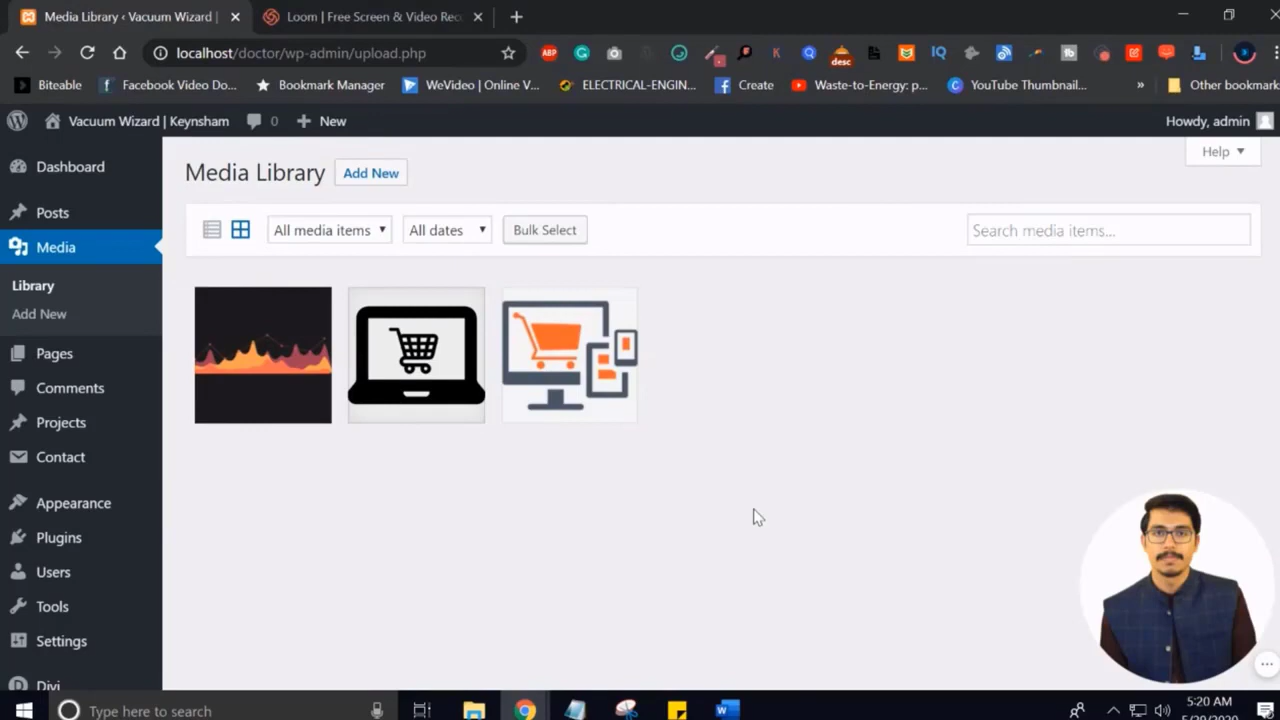 Media Library ‹ Vacuum Wizard |
Loom | Free Screen & Video Rec
localhost/doctor/wp-admin/upload.php
ABP
K
desc
IQ
fb
Biteable
Facebook Video Do...
Bookmark Manager
WeVideo | Online V...
ELECTRICAL-ENGIN...
Create
Waste-to-Energy: p...
YouTube Thumbnail...
»
Other bookmark
Vacuum Wizard | Keynsham
0
New
Howdy, admin
Dashboard
Posts
Media
Library
Add New
Pages
Comments
Projects
Contact
Appearance
Plugins
Users
Tools
Settings
Divi
Help
Media Library
Add New
All media items
All dates
Bulk Select
Search media items...
Type here to search
5:20 AM